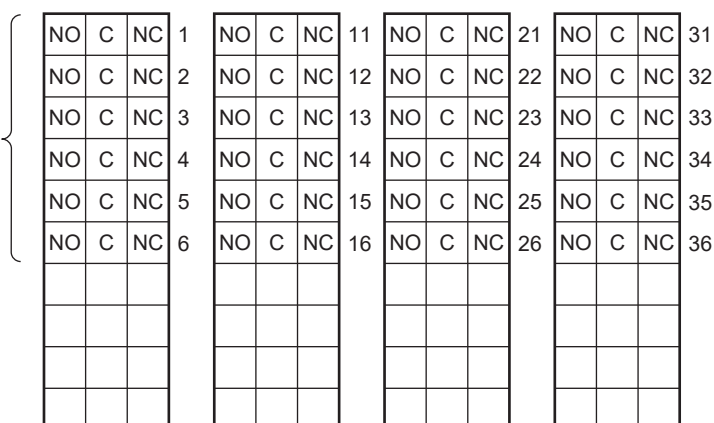 NO C NC 1 NO C NC 11 NO C NC 21 NO C NC 31
NO C NC 2 NO C NC 12 NO C NC 22 NO C NC 32
NO C NC 3 NO C NC 13 NO C NC 23 NO C NC 33
NO C NC 4 NO C NC 14 NO C NC 24 NO C NC 34
NO C NC 5 NO C NC 15 NO C NC 25 NO C NC 35
NO C NC 6 NO C NC 16 NO C NC 26 NO C NC 36